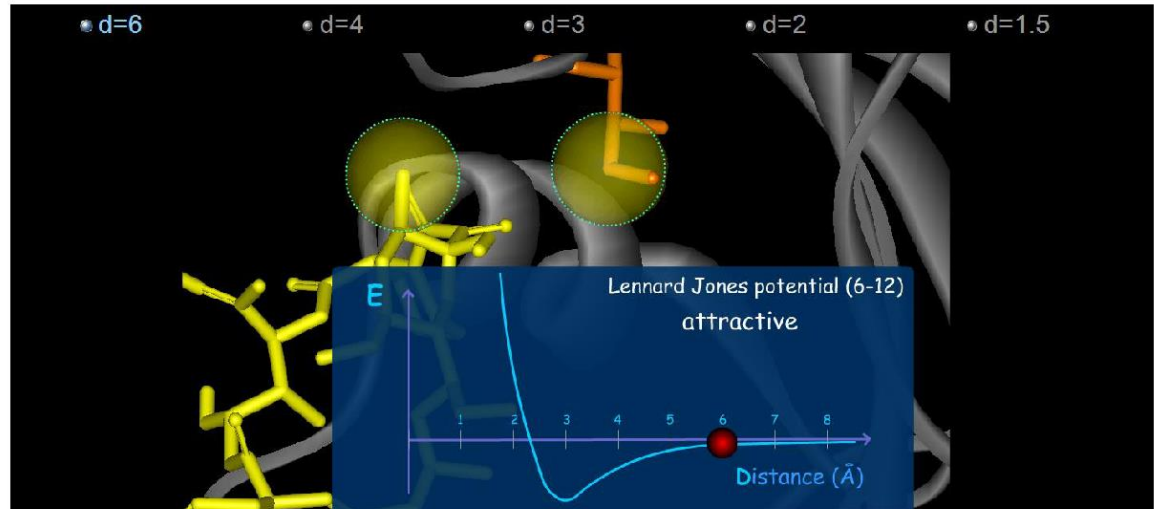 d=6 d=4 d=3 d=2 d=1.5
Lennard Jones potential (6-12)
attractive
E
1 2 3 4 5 6 7 8
Distance (Å)